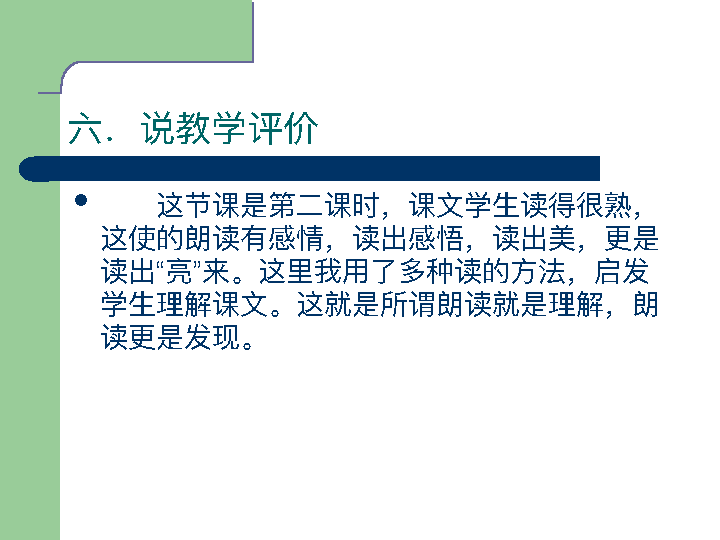 六．说教学评价
这节课是第二课时，课文学生读得很熟，
这使的朗读有感情，读出感悟，读出美，更是
读出“亮”来。这里我用了多种读的方法，启发
学生理解课文。这就是所谓朗读就是理解，朗
读更是发现。